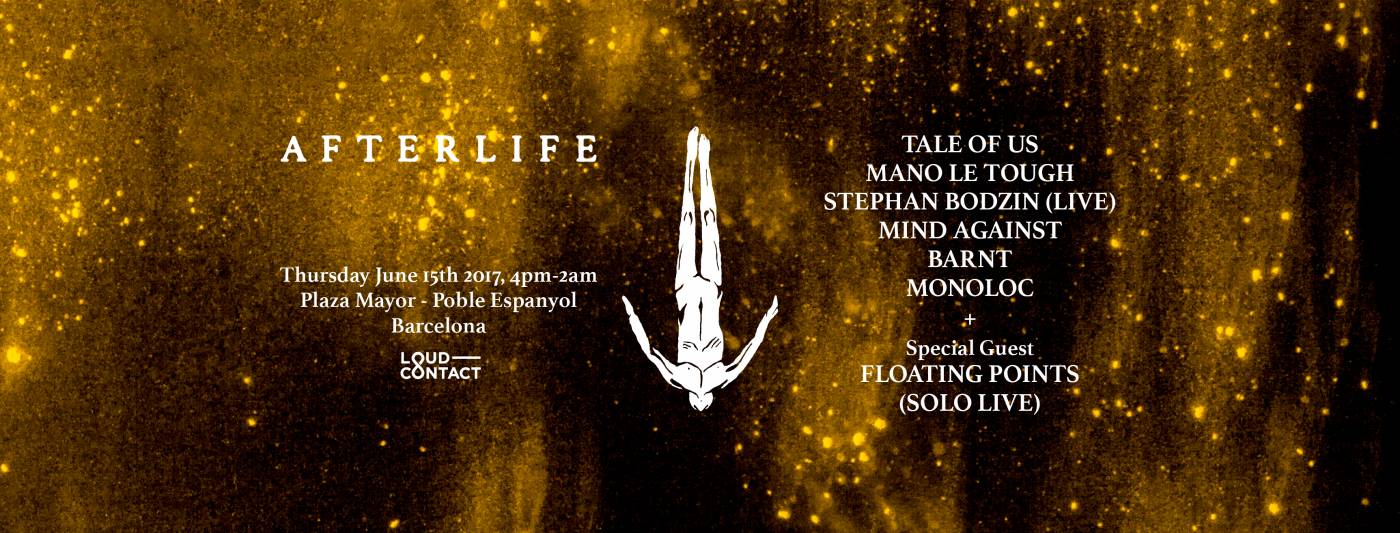 AFTERLIFE
Thursday June 15th 2017, 4pm-2am
Plaza Mayor - Poble Espanyol
Barcelona
LOUD
CONTACT
TALE OF US
MANO LE TOUGH
STEPHAN BODZIN (LIVE)
MIND AGAINST
BARNT
MONOLOC
+
Special Guest
FLOATING POINTS
(SOLO LIVE)